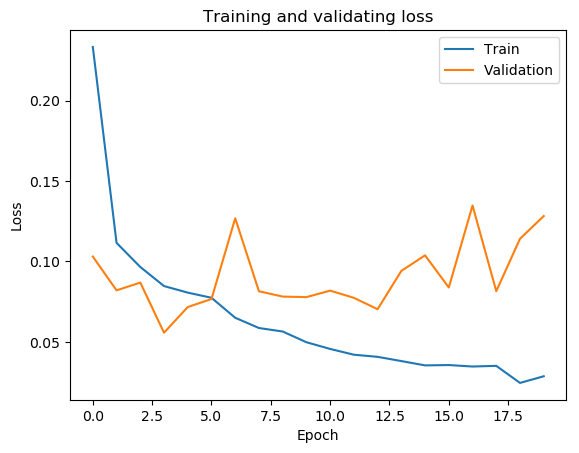 Training and validating loss
Train
Validation
0.20
0.15
0.10
0.05
Loss
0.0 2.5 5.0 7.5 10.0 12.5 15.0 17.5
Epoch